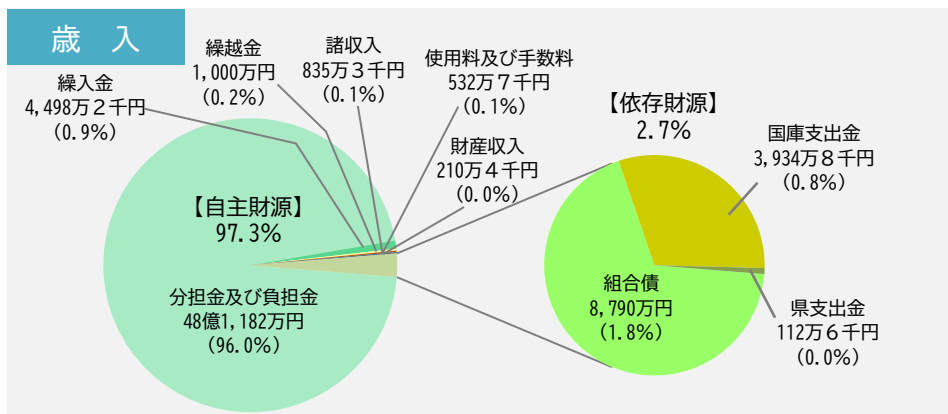 歳　入
繰入金
4,498万２千円
(0.9%)
繰越金
1,000万円
(0.2%)
諸収入
835万３千円
(0.1%)
使用料及び手数料
532万７千円
(0.1%)
財産収入
210万４千円
(0.0%)
【自主財源】
97.3%
分担金及び負担金
48億1,182万円
(96.0%)
【依存財源】
2.7%
国庫支出金
3,934万８千円
(0.8%)
組合債
8,790万円
(1.8%)
県支出金
112万６千円
(0.0%)